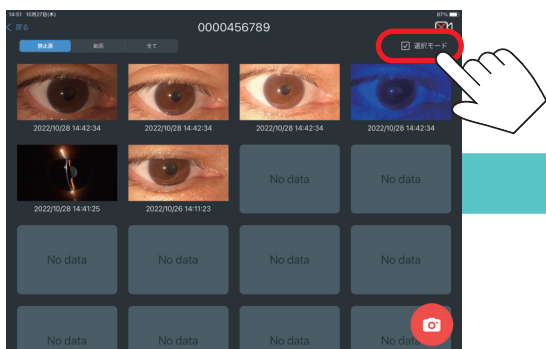 14:51 10月27日(木)
87%
戻る
0000456789
静止画 動画 全て
選択モード
2022/10/28 14:42:34 2022/10/28 14:42:34 2022/10/28 14:42:34 2022/10/28 14:42:34
No data No data
2022/10/28 14:41:25 2022/10/26 14:11:23
No data No data No data No data
No data No data No data No data